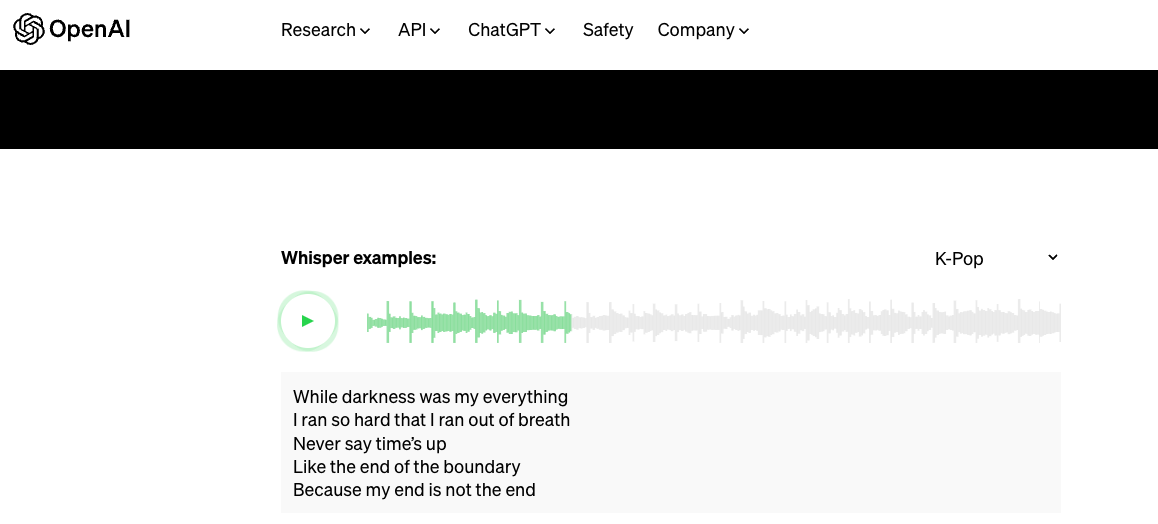 OpenAI
Research API ChatGPT Safety Company
Whisper examples:
K-Pop
While darkness was my everything
I ran so hard that I ran out of breath
Never say time's up
Like the end of the boundary
Because my end is not the end